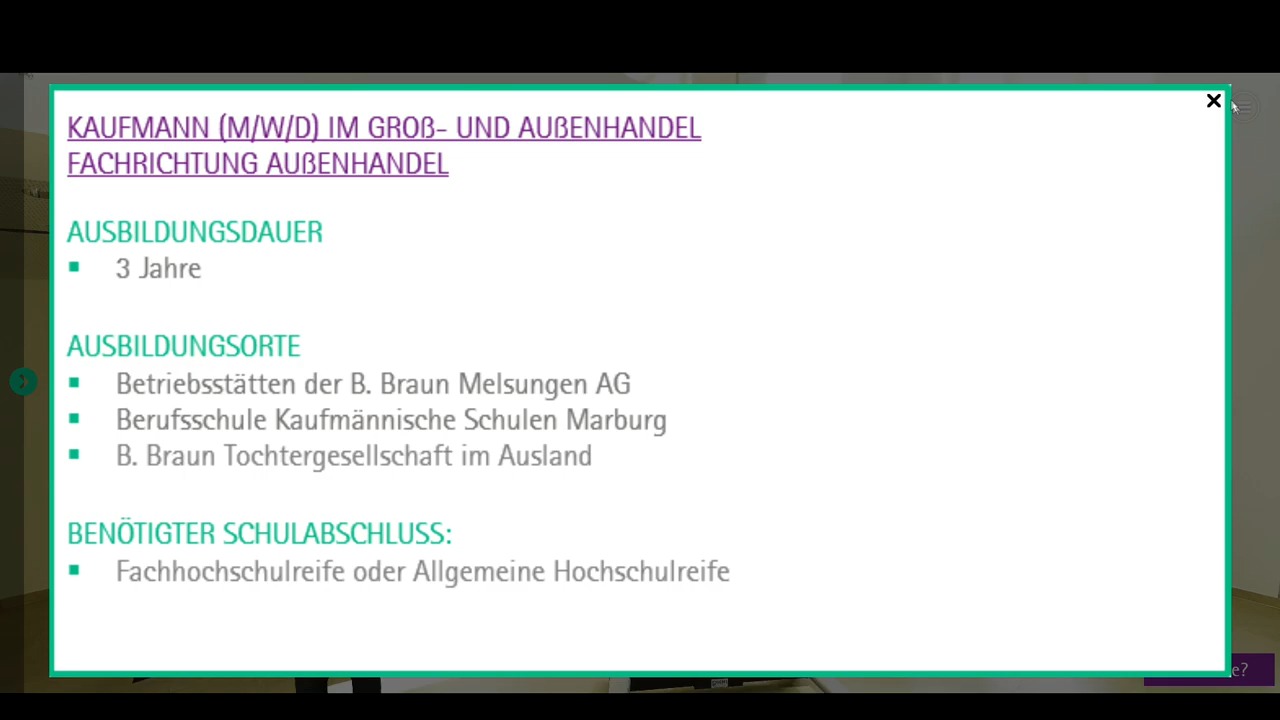 KAUFMANN (M/W/D) IM GROß- UND AUßENHANDEL
FACHRICHTUNG AUßENHANDEL
AUSBILDUNGSDAUER
3 Jahre
AUSBILDUNGSORTE
Betriebsstätten der B. Braun Melsungen AG
Berufsschule Kaufmännische Schulen Marburg
B. Braun Tochtergesellschaft im Ausland
BENÖTIGTER SCHULABSCHLUSS:
Fachhochschulreife oder Allgemeine Hochschulreife